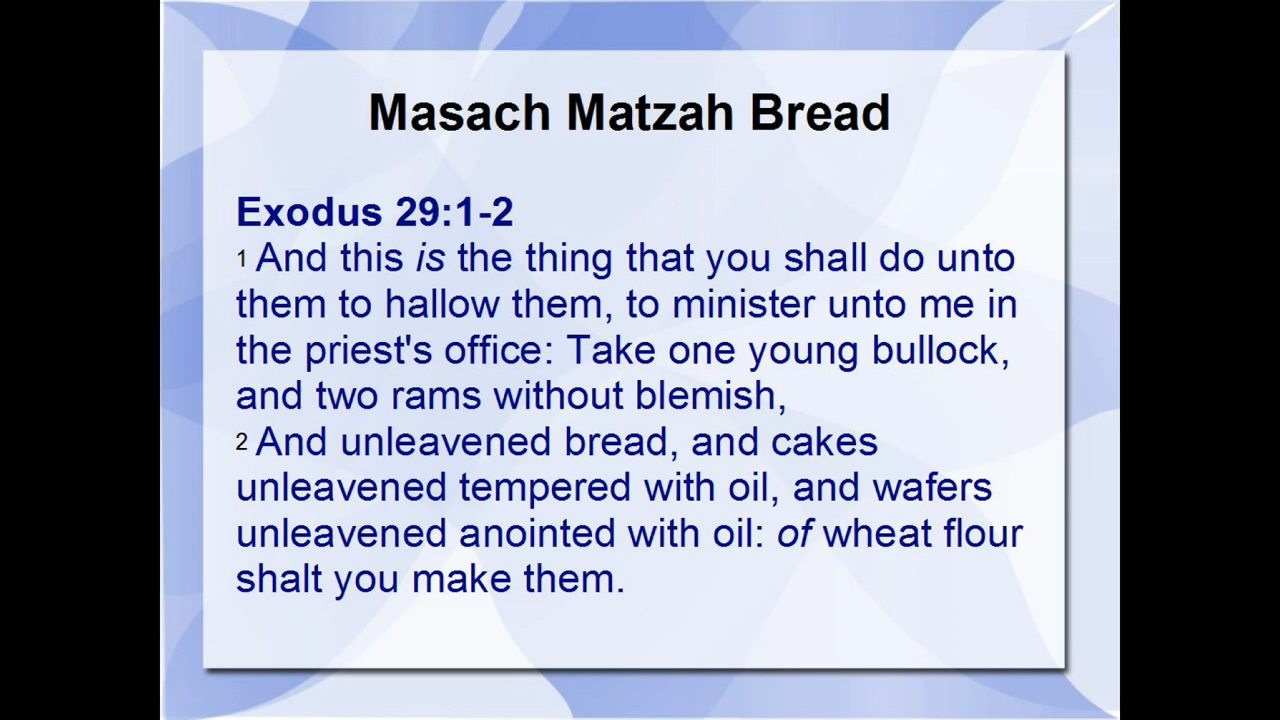 Masach Matzah Bread
Exodus 29:1-2
1 And this is the thing that you shall do unto
them to hallow them, to minister unto me in
the priest's office: Take one young bullock,
and two rams without blemish,
2 And unleavened bread, and cakes
unleavened tempered with oil, and wafers
unleavened anointed with oil: of wheat flour
shalt you make them.